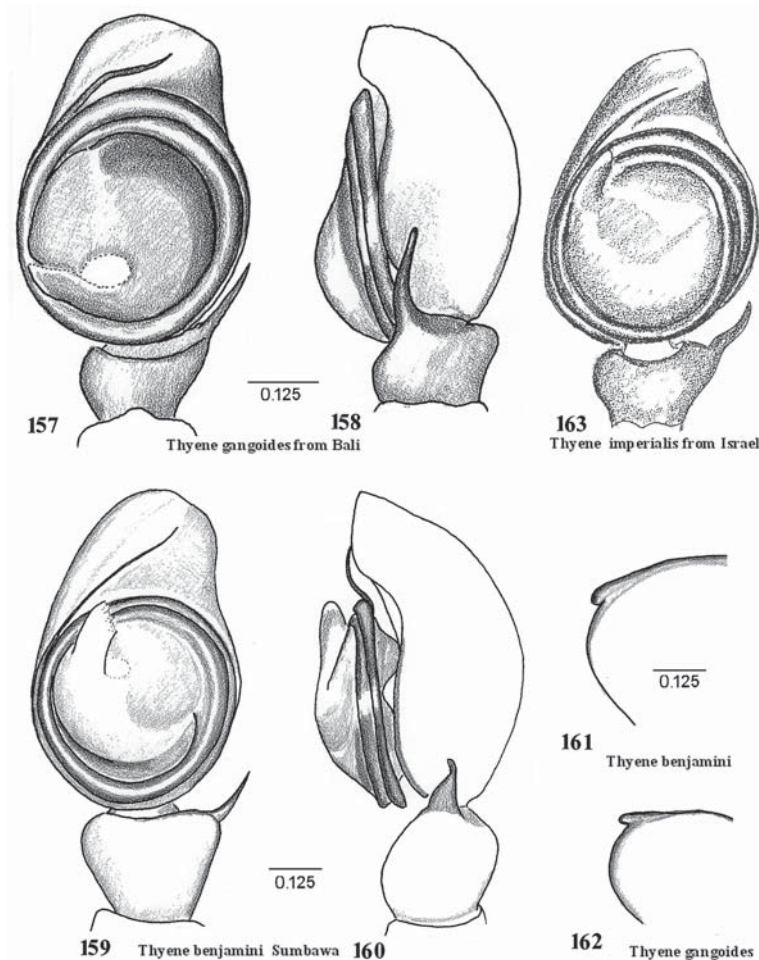 157
0.125
158
163
Thyene gangoides from Bali
Thyene imperialis from Israel
0.125
161
Thyene benjamini
0.125
159 Thyene benjamini Sumbawa 160
162 Thyene gangoides